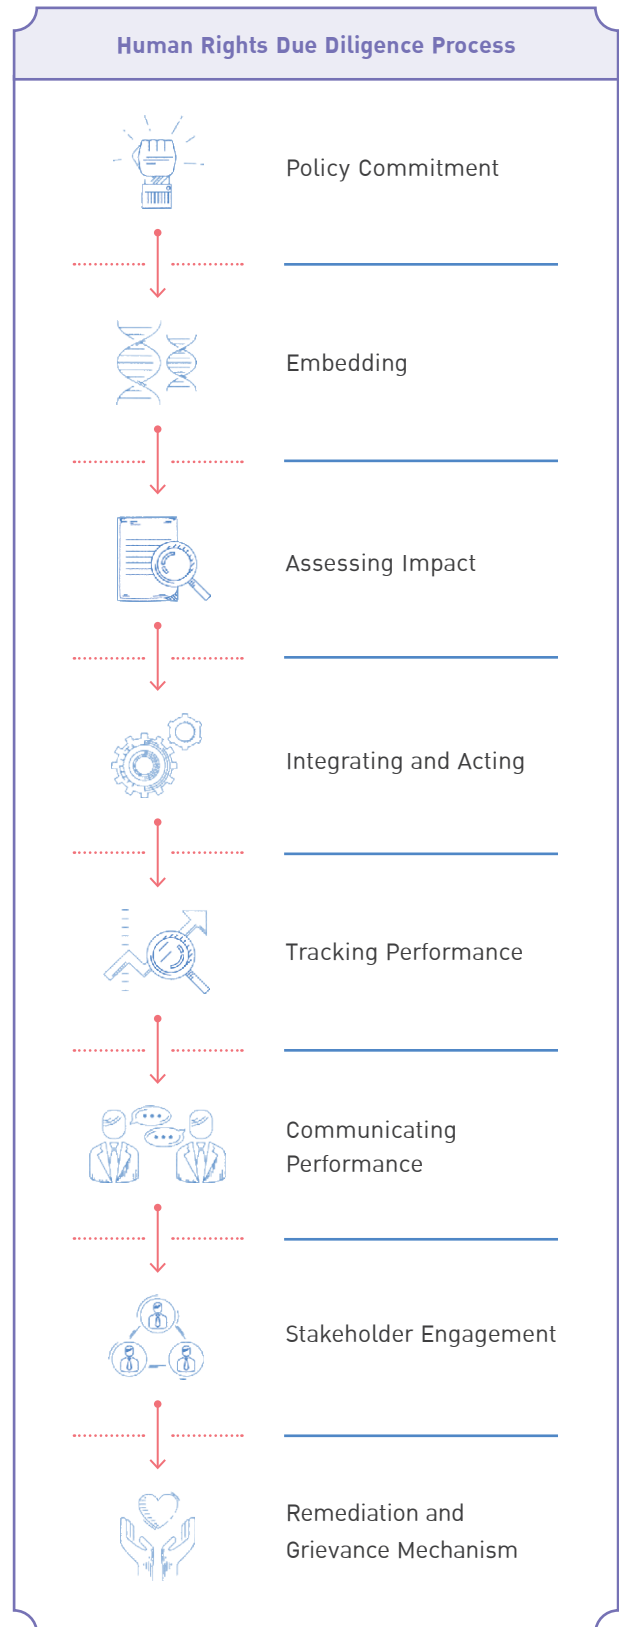 Human Rights Due Diligence Process
Policy Commitment
Embedding
Assessing Impact
Integrating and Acting
Tracking Performance
Communicating
Performance
Stakeholder Engagement
Remediation and
Grievance Mechanism